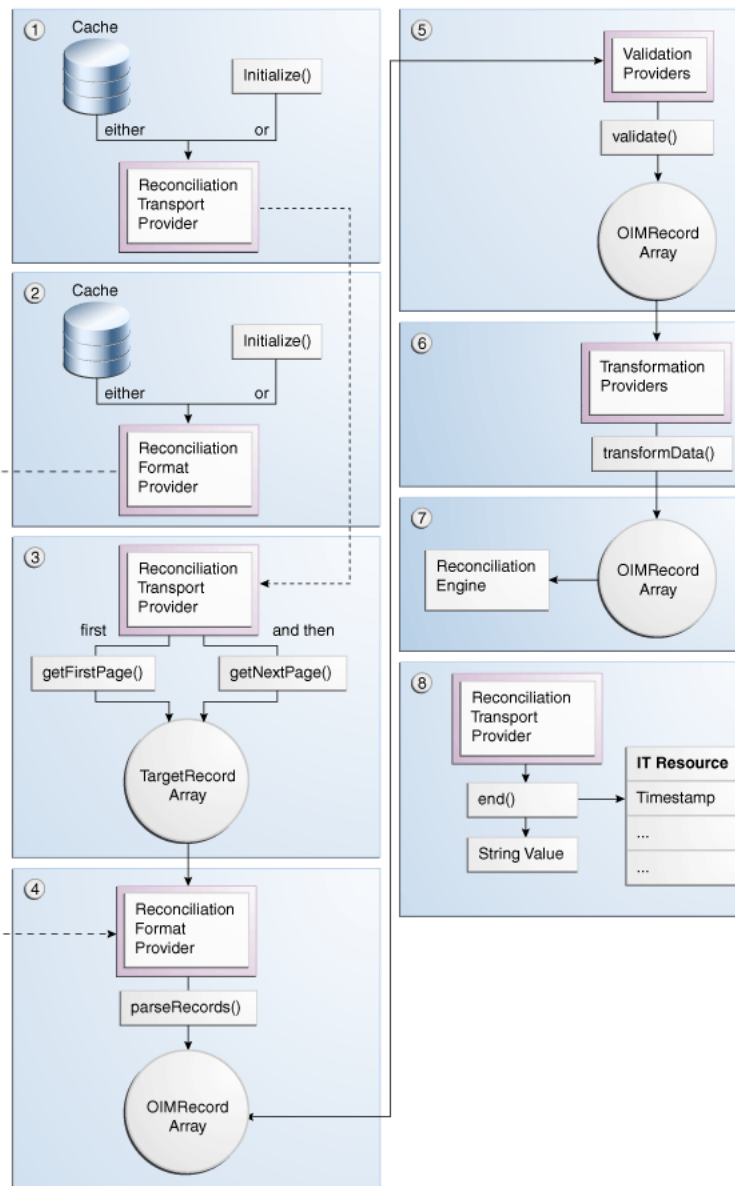 1
Cache
Initialize()
either
or
Reconciliation
Transport
Provider
2
Cache
Initialize()
either
or
Reconciliation
Format
Provider
3
Reconciliation
Transport
Provider
first
and then
getFirstPage()
getNextPage()
TargetRecord
Array
4
Reconciliation
Format
Provider
parseRecords()
OIMRecord
Array
5
Validation
Providers
validate()
OIMRecord
Array
6
Transformation
Providers
transformData()
7
Reconciliation
Engine
OIMRecord
Array
8
Reconciliation
Transport
Provider
end()
String Value
IT Resource
Timestamp
...
...